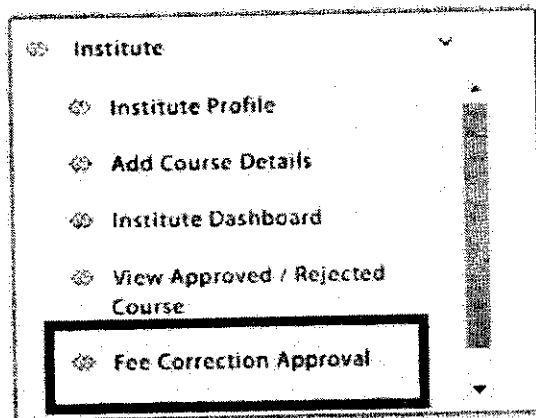 Institute
Institute Profile
Add Course Details
Institute Dashboard
View Approved / Rejected
Course
Fee Correction Approval